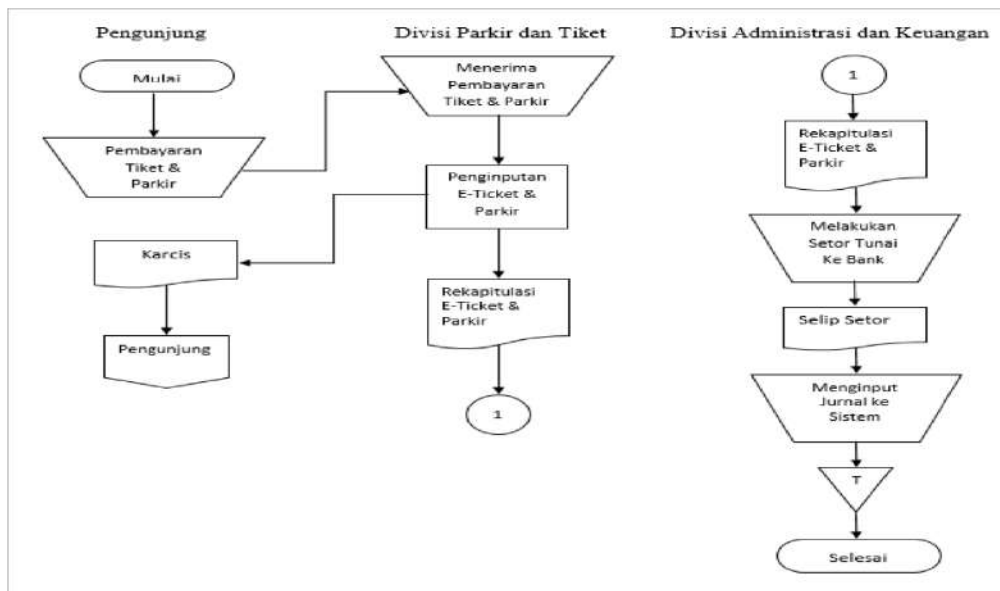 Pengunjung
Mulai
Pembayaran
Tiket &
Parkir
Karcis
Pengunjung
Divisi Parkir dan Tiket
Menerima
Pembayaran
Tiket & Parkir
Penginputan
E-Ticket &
Parkir
Rekapitulasi
E-Ticket &
Parkir
1
Divisi Administrasi dan Keuangan
1
Rekapitulasi
E-Ticket &
Parkir
Melakukan
Setor Tunai
Ke Bank
Selip Setor
Menginput
Jurnal ke
Sistem
T
Selesai